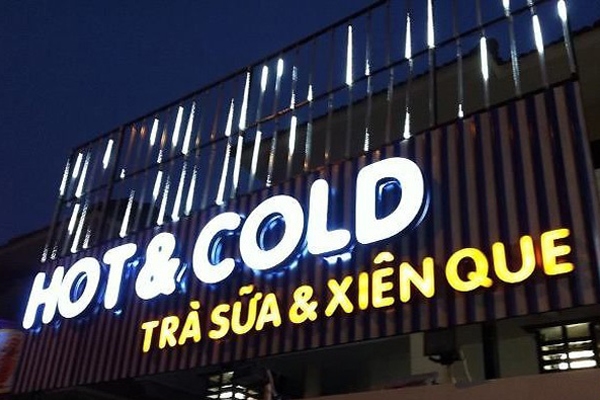 HOT & COLD
TRÀ SỮA & XIÊN QUE